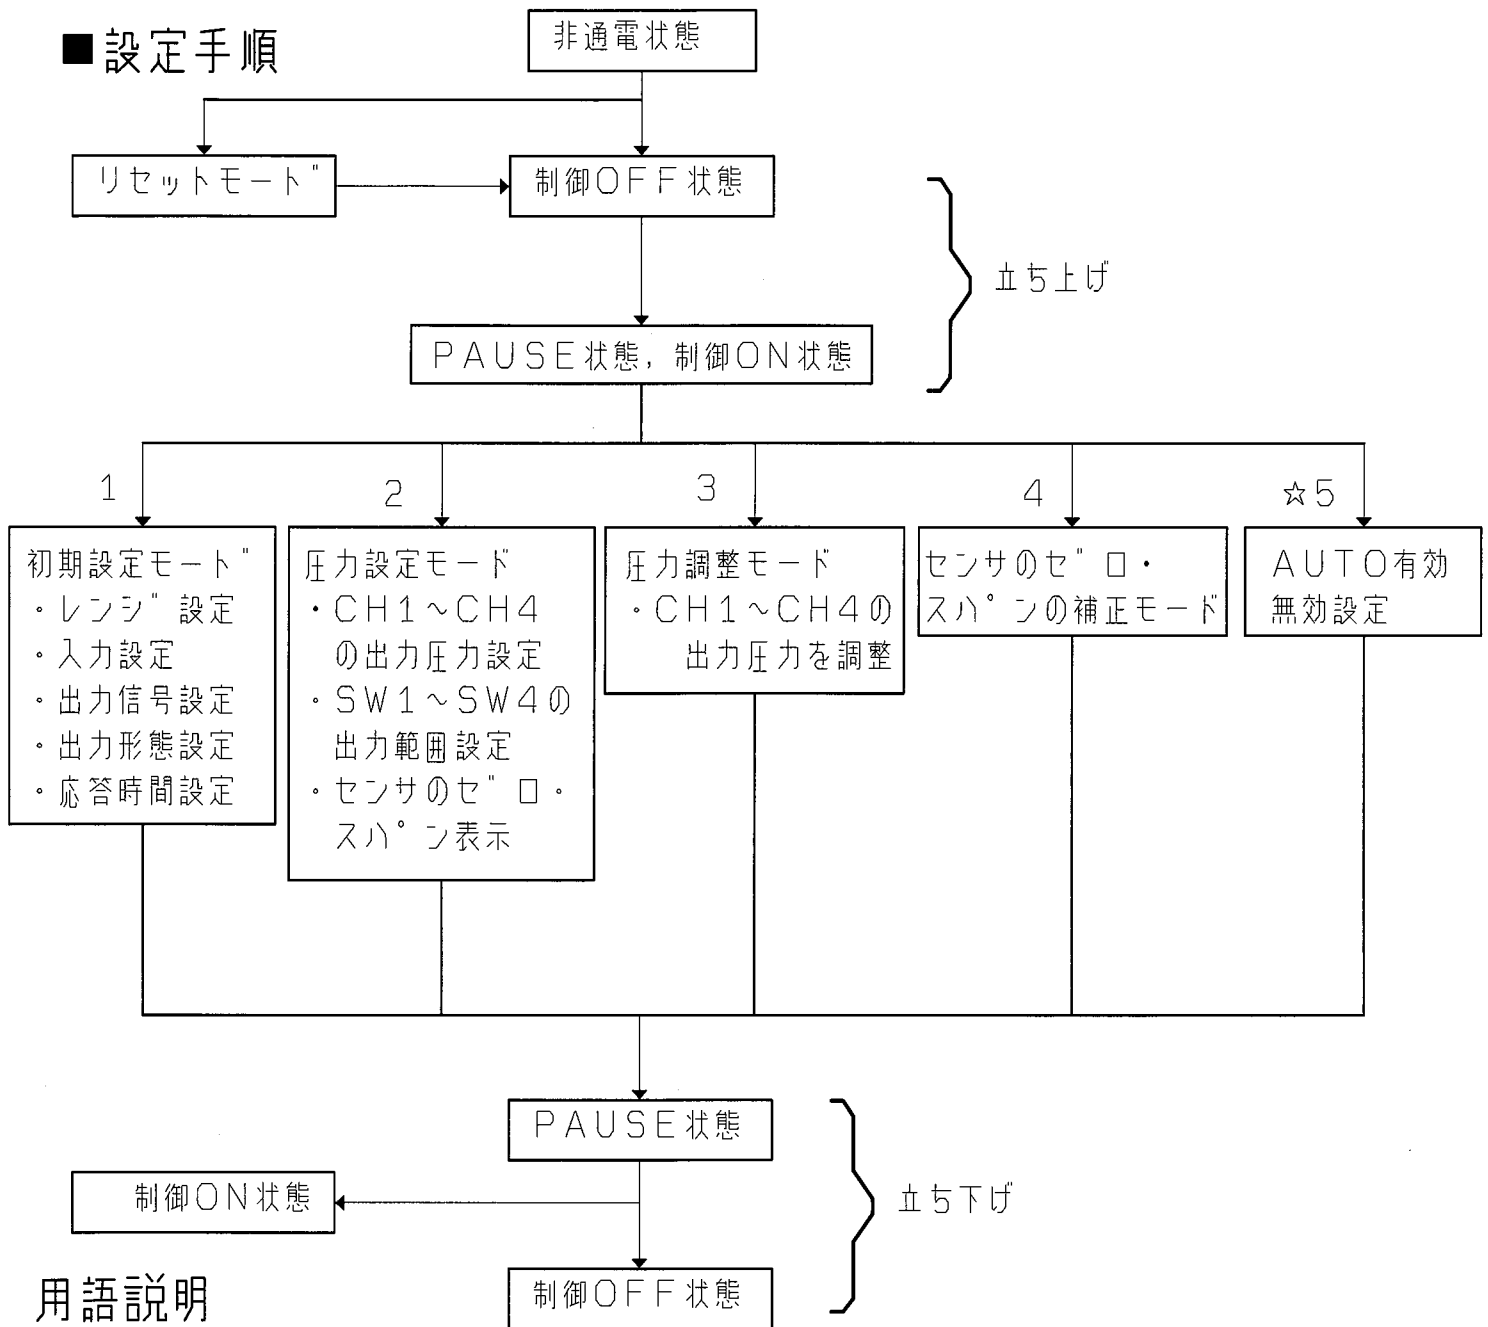 ■設定手順
非通電状態
リセットモード
制御OFF状態
立ち上げ
PAUSE状態,制御ON状態
1
2
3
4
☆5
初期設定モード
・レンジ設定
・入力設定
・出力信号設定
・出力形態設定
・応答時間設定
圧力設定モード
・CH1~CH4
の出力圧力設定
・SW1~SW4の
出力範囲設定
・センサのゼロ・
スパン表示
圧力調整モード
・CH1~CH4の
出力圧力を調整
センサのゼロ・
スパンの補正モード
AUTO有効
無効設定
PAUSE状態
制御ON状態
立ち下げ
制御OFF状態
用語説明